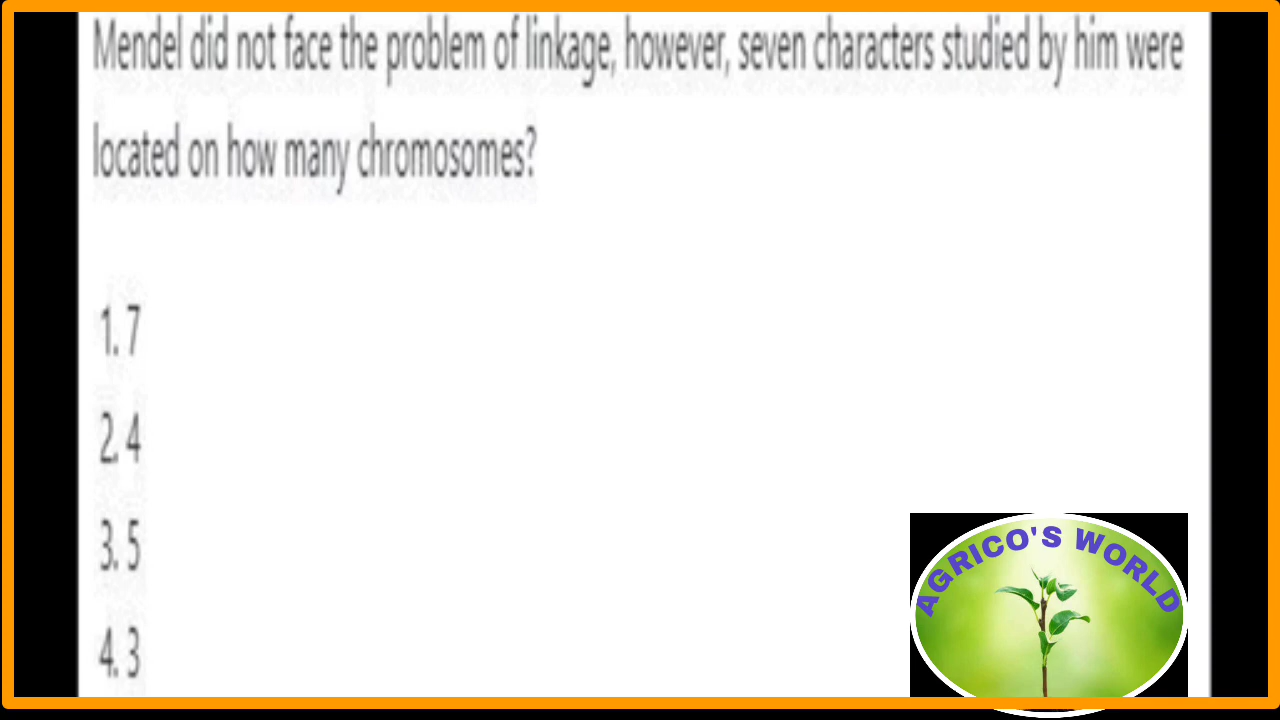 Mendel did not face the problem of linkage, however, seven characters studied by him were
located on how many chromosomes?
1. 7
2. 4
3. 5
4. 3
AGRICO'S WORLD